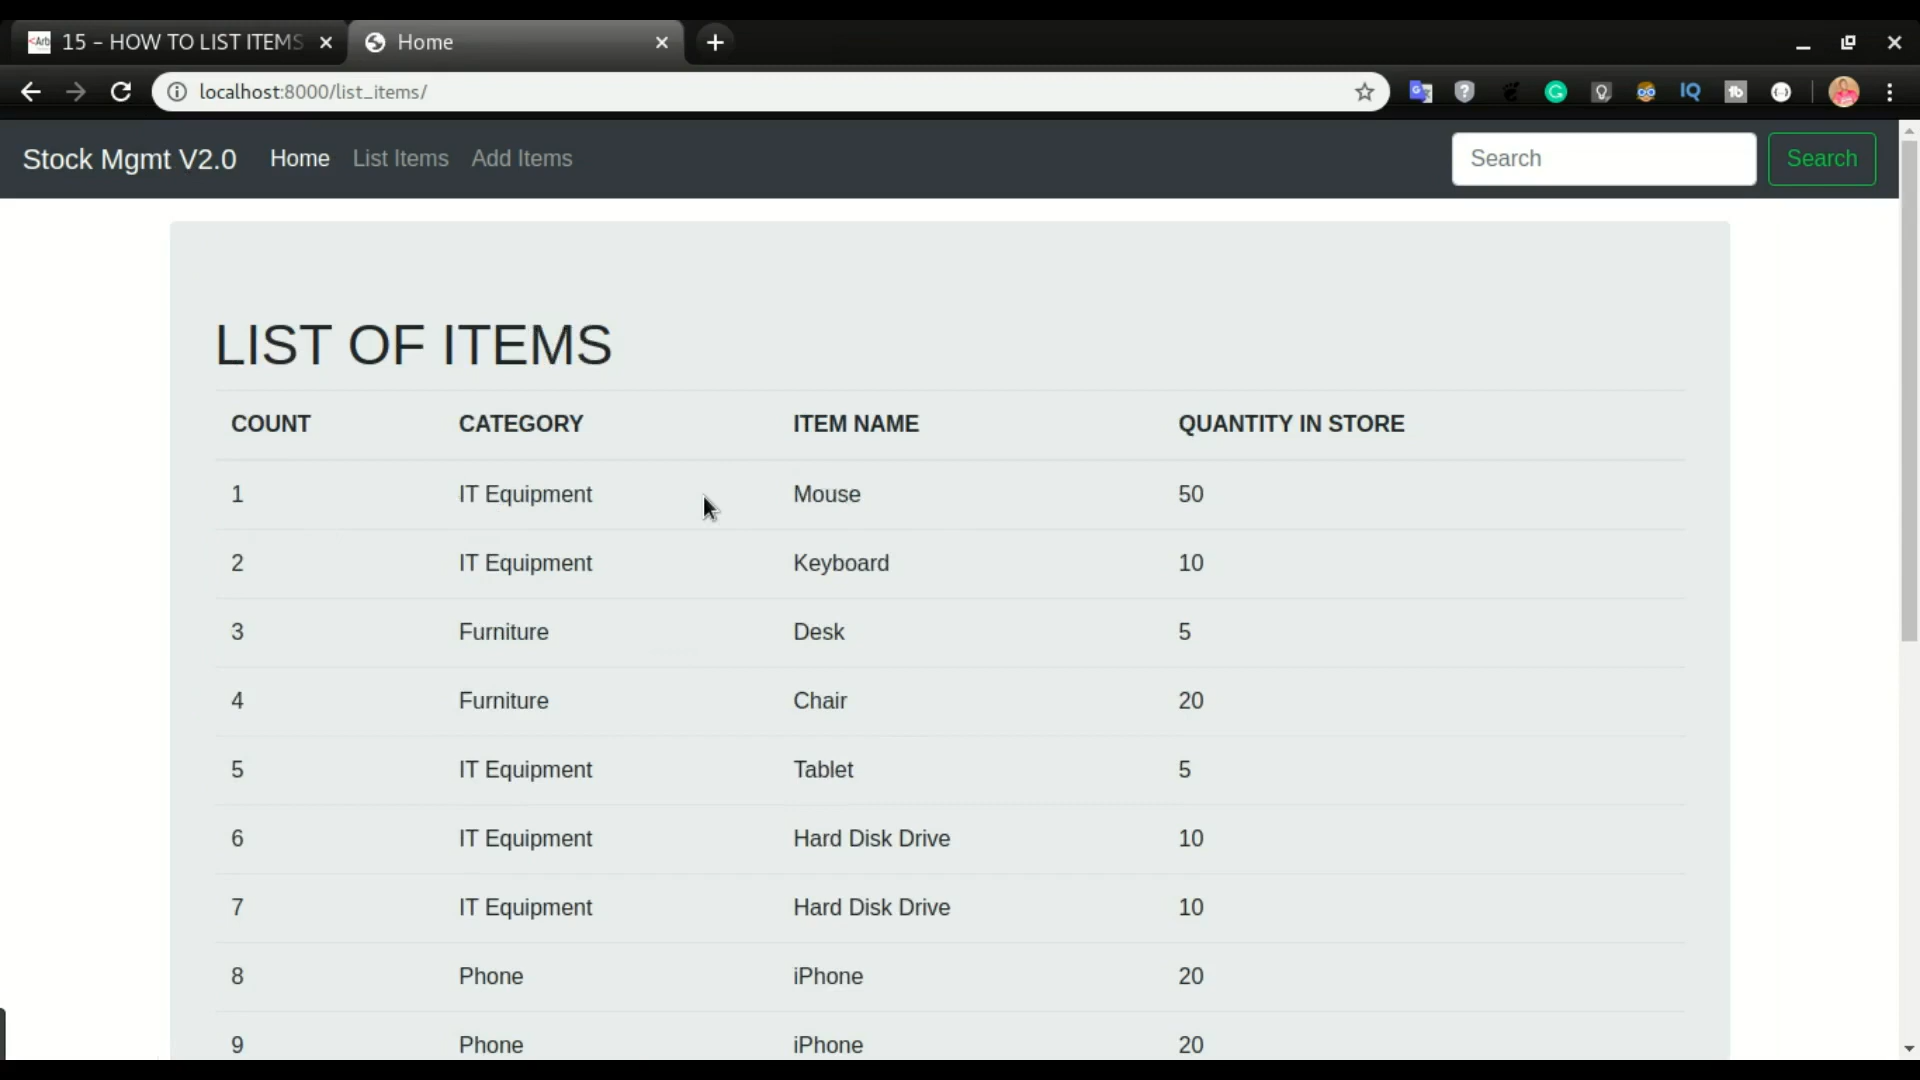 15 – HOW TO LIST ITEMS
Home
localhost:8000/list_items/
Stock Mgmt V2.0 Home List Items Add Items Search Search
LIST OF ITEMS
COUNT CATEGORY ITEM NAME QUANTITY IN STORE
1 IT Equipment Mouse 50
2 IT Equipment Keyboard 10
3 Furniture Desk 5
4 Furniture Chair 20
5 IT Equipment Tablet 5
6 IT Equipment Hard Disk Drive 10
7 IT Equipment Hard Disk Drive 10
8 Phone iPhone 20
9 Phone iPhone 20